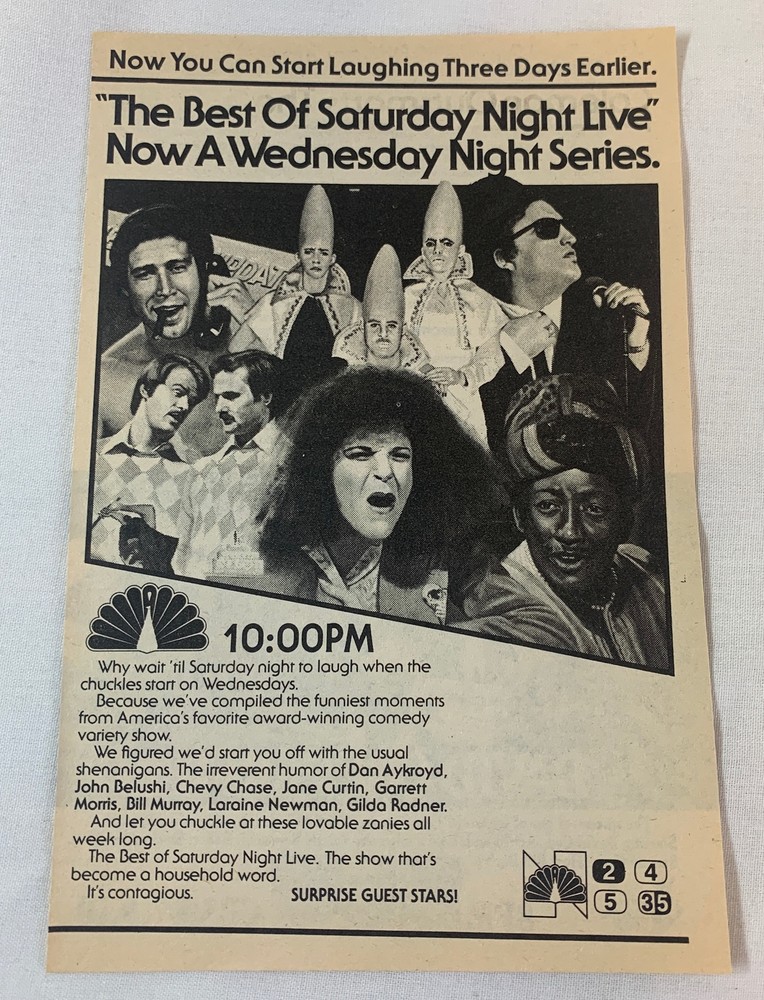 Now You Can Start Laughing Three Days Earlier.
"The Best Of Saturday Night Live"
Now A Wednesday Night Series.
PDAT
10:00PM
Why wait 'til Saturday night to laugh when the
chuckles start on Wednesdays.
Because we've compiled the funniest moments
from America's favorite award-winning comedy
variety show.
We figured we'd start you off with the usual
shenanigans. The irreverent humor of Dan Aykroyd,
John Belushi, Chevy Chase, Jane Curtin, Garrett
Morris, Bill Murray, Laraine Newman, Gilda Radner.
And let you chuckle at these lovable zanies all
week long.
The Best of Saturday Night Live. The show that's
become a household word.
It's contagious. SURPRISE GUEST STARS!
2 4
5 35